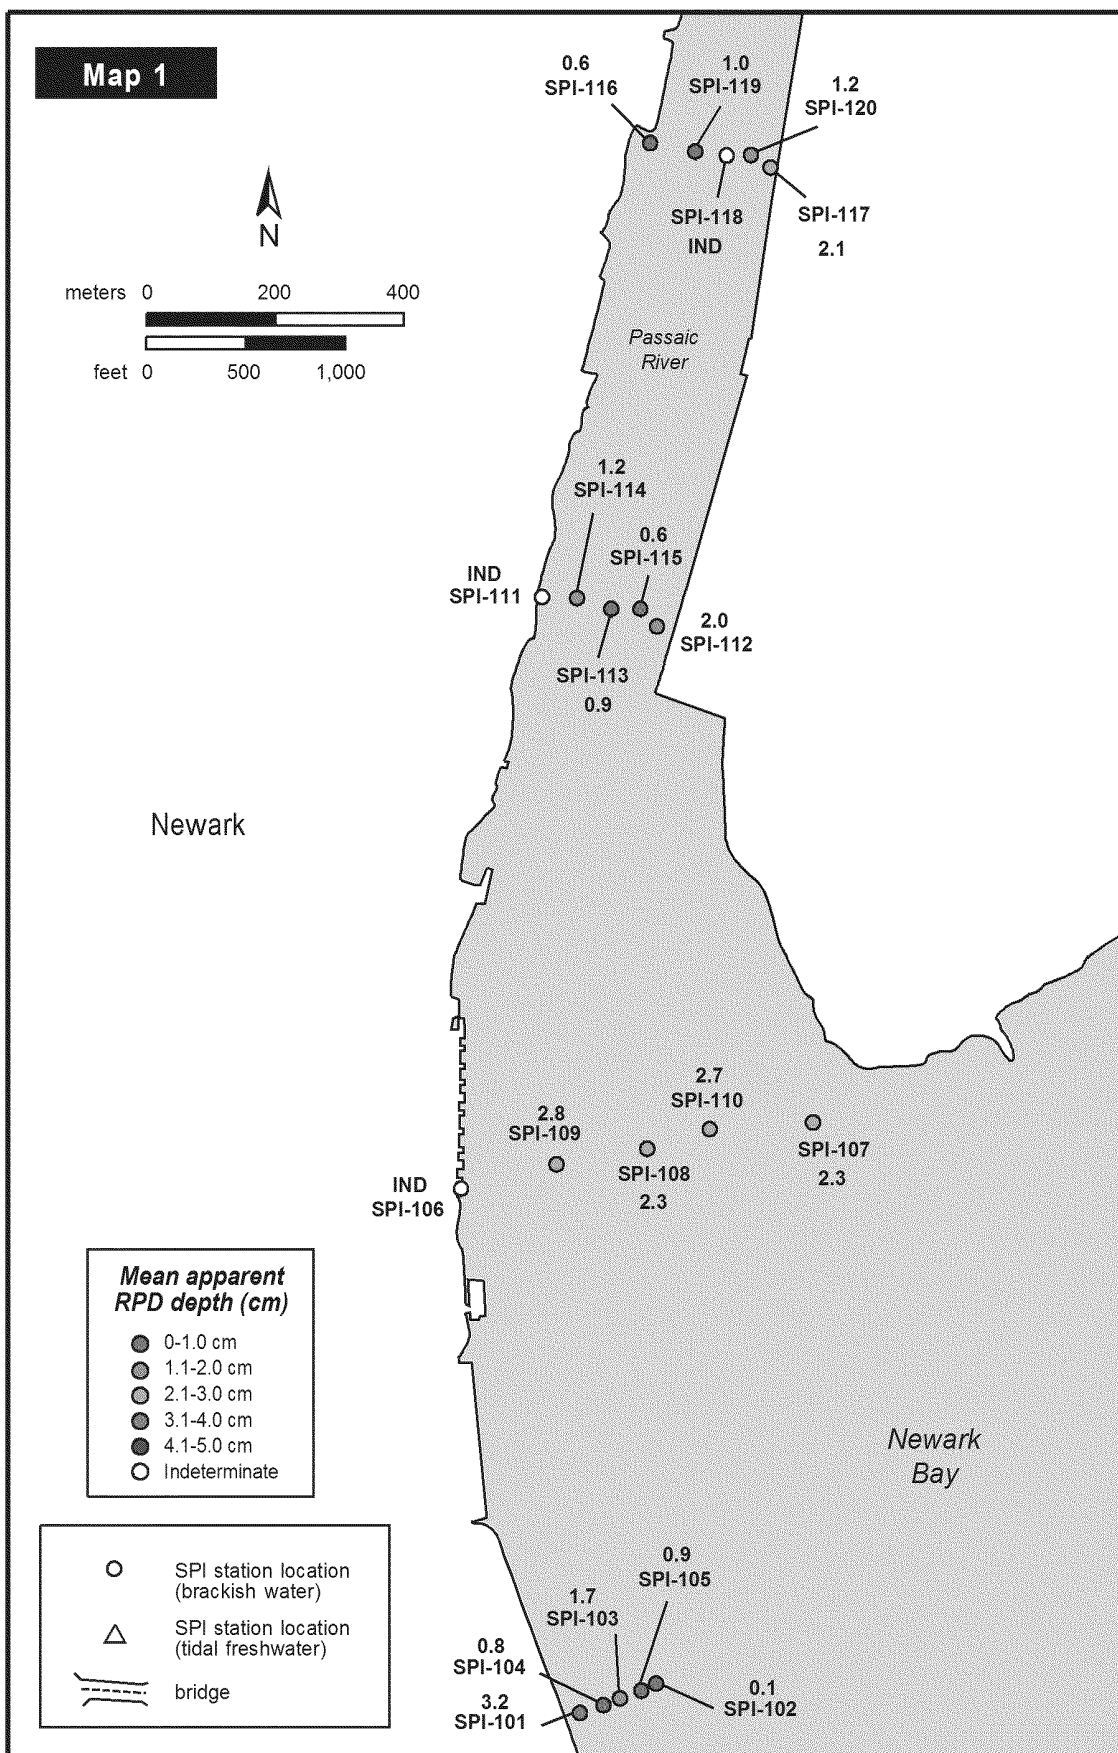 Map 1
0.6
SPI-116
1.0
SPI-119
1.2
SPI-120
SPI-118
IND
SPI-117
2.1
N
meters 0 200 400
feet 0 500 1,000
Passaic
River
1.2
SPI-114
0.6
SPI-115
IND
SPI-111
2.0
SPI-112
SPI-113
0.9
Newark
2.7
SPI-110
2.8
SPI-109
SPI-108
2.3
SPI-107
2.3
IND
SPI-106
Mean apparent
RPD depth (cm)
0-1.0 cm
1.1-2.0 cm
2.1-3.0 cm
3.1-4.0 cm
4.1-5.0 cm
Indeterminate
Newark
Bay
SPI station location
(brackish water)
SPI station location
(tidal freshwater)
bridge
0.9
SPI-105
1.7
SPI-103
0.8
SPI-104
3.2
SPI-101
0.1
SPI-102